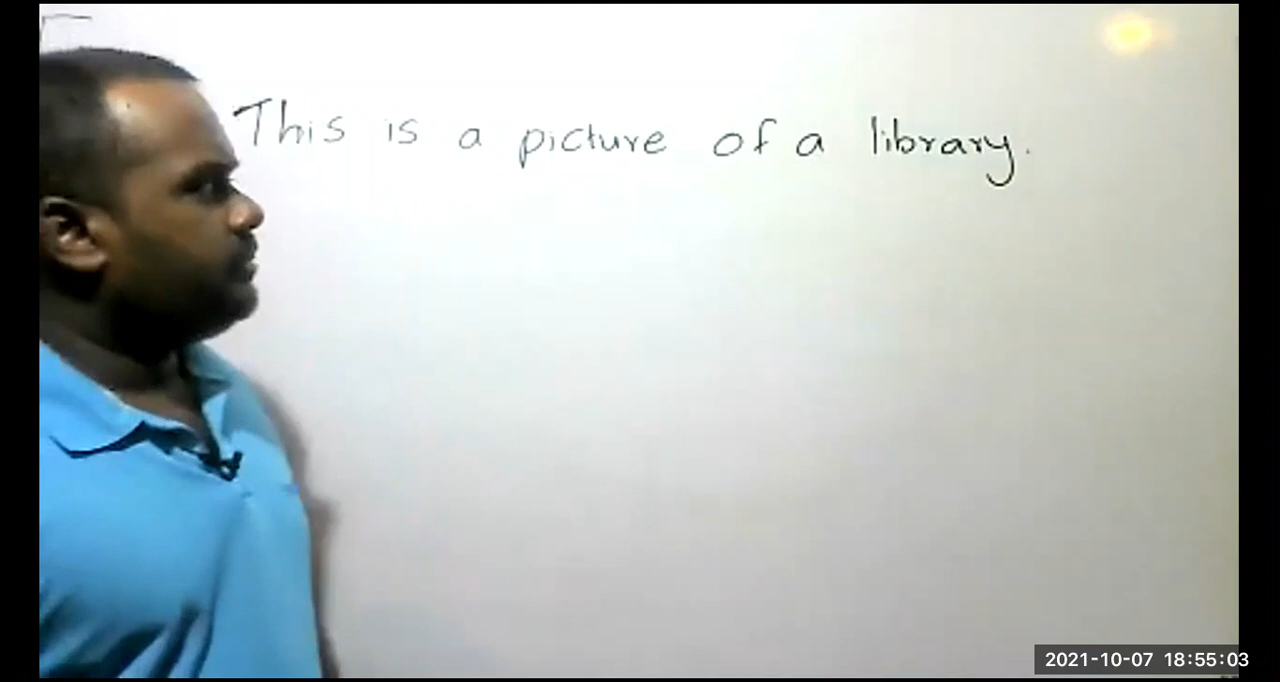 This is a picture of a library.
2021-10-07 18:55:03